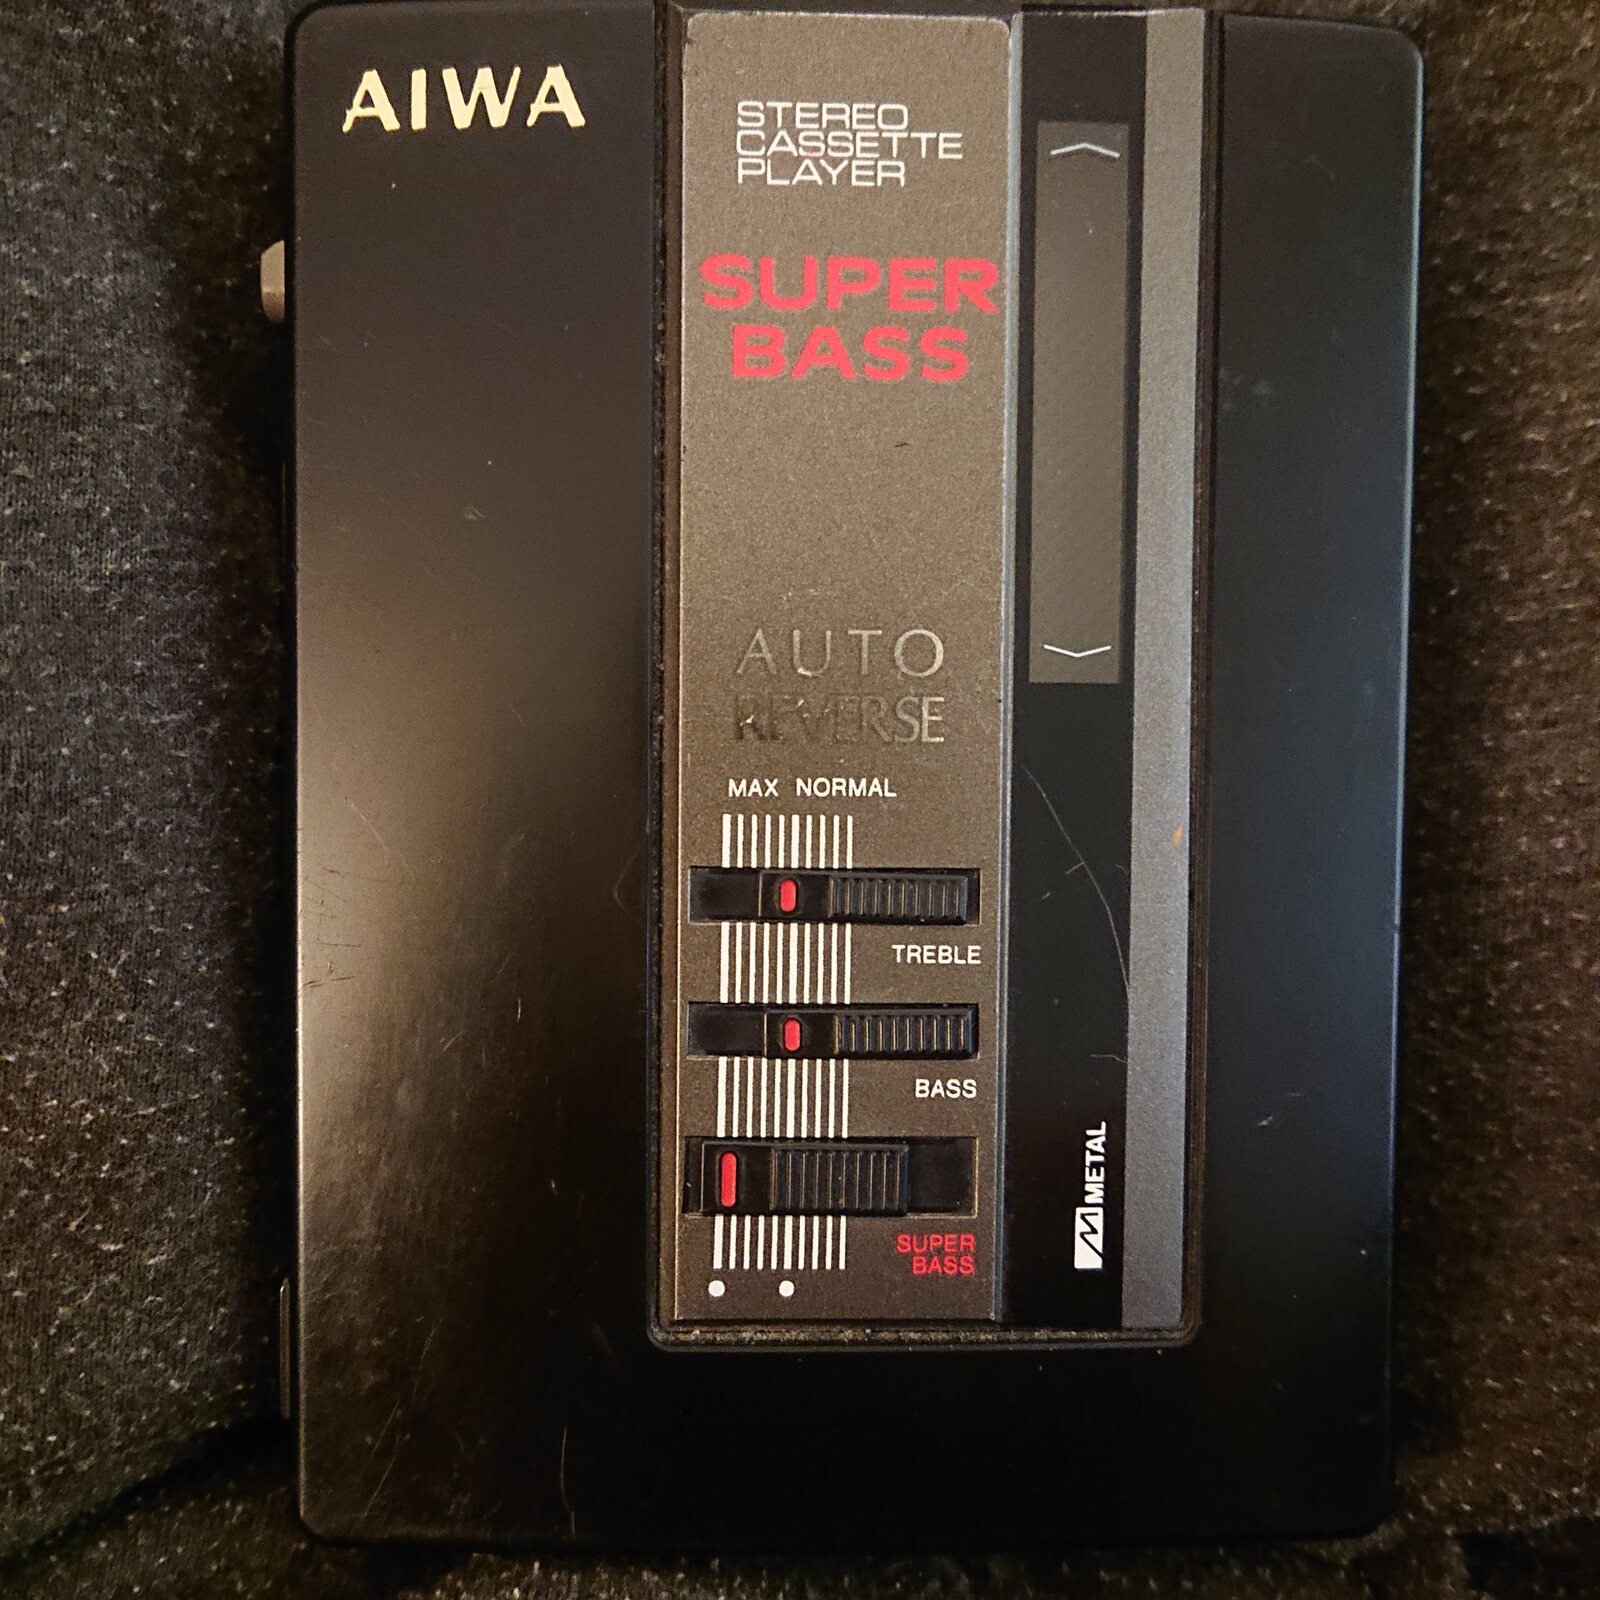 AIWA
STEREO
CASSETTE
PLAYER
SUPER
BASS
AUTO
REVERSE
MAX NORMAL
TREBLE
BASS
SUPER
BASS
METAL